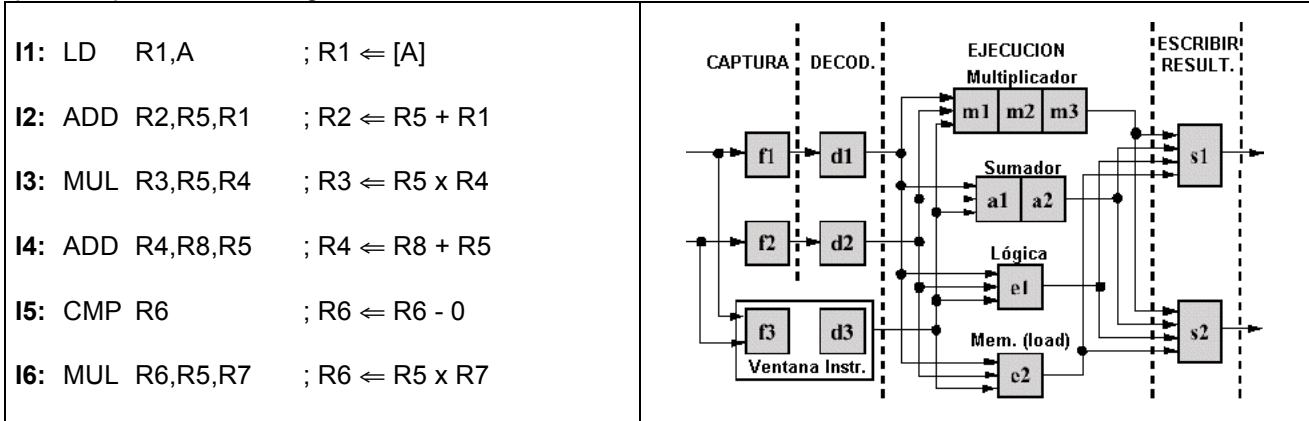 I1: LD R1,A ; R1 ⇐ [A]
I2: ADD R2,R5,R1 ; R2 ⇐ R5 + R1
I3: MUL R3,R5,R4 ; R3 ⇐ R5 x R4
I4: ADD R4,R8,R5 ; R4 ⇐ R8 + R5
I5: CMP R6 ; R6 ⇐ R6 - 0
I6: MUL R6,R5,R7 ; R6 ⇐ R5 x R7
CAPTURA DECOD. EJECUCION ESCRIBIR
RESULT.
Multiplicador
m1 m2 m3
f1 d1 s1
Sumador
a1 a2
f2 d2
Lógica
e1
f3 d3 s2
Mem. (load)
Ventana Instr.
e2